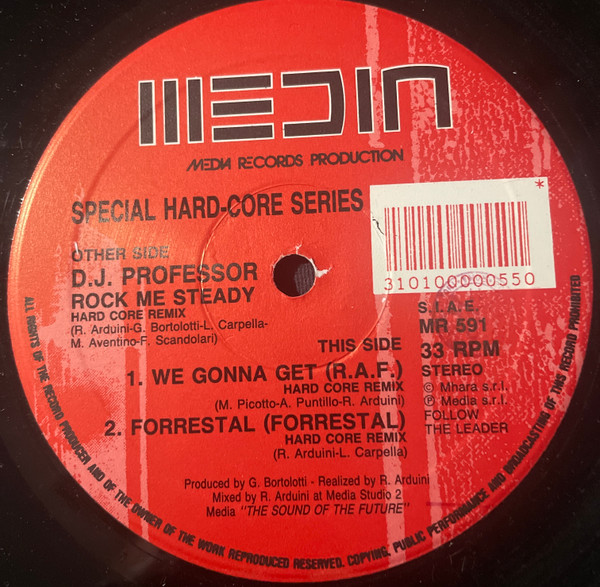 MEDIA
MEDIA RECORDS PRODUCTION
SPECIAL HARD-CORE SERIES
*
310100000550
OTHER SIDE
D.J. PROFESSOR
ROCK ME STEADY
HARD CORE REMIX
(R. Arduini-G. Bortolotti-L. Carpella-
M. Aventino-F. Scandolari)
S.I.A.E.
MR 591
THIS SIDE
33 RPM
1. WE GONNA GET (R.A.F.)
HARD CORE REMIX
(M. Picotto-A. Puntillo-R. Arduini)
2. FORRESTAL (FORRESTAL)
HARD CORE REMIX
(R. Arduini-L. Carpella)
STEREO
© Mhara s.r.l.
℗ Media s.r.l.
FOLLOW
THE LEADER
Produced by G. Bortolotti - Realized by R. Arduini
Mixed by R. Arduini at Media Studio 2
Media "THE SOUND OF THE FUTURE"
ALL RIGHTS OF THE RECORD PRODUCER AND OF THE OWNER OF THE WORK REPRODUCED RESERVED. COPYING, PUBLIC PERFORMANCE AND BROADCASTING OF THIS RECORD PROHIBITED